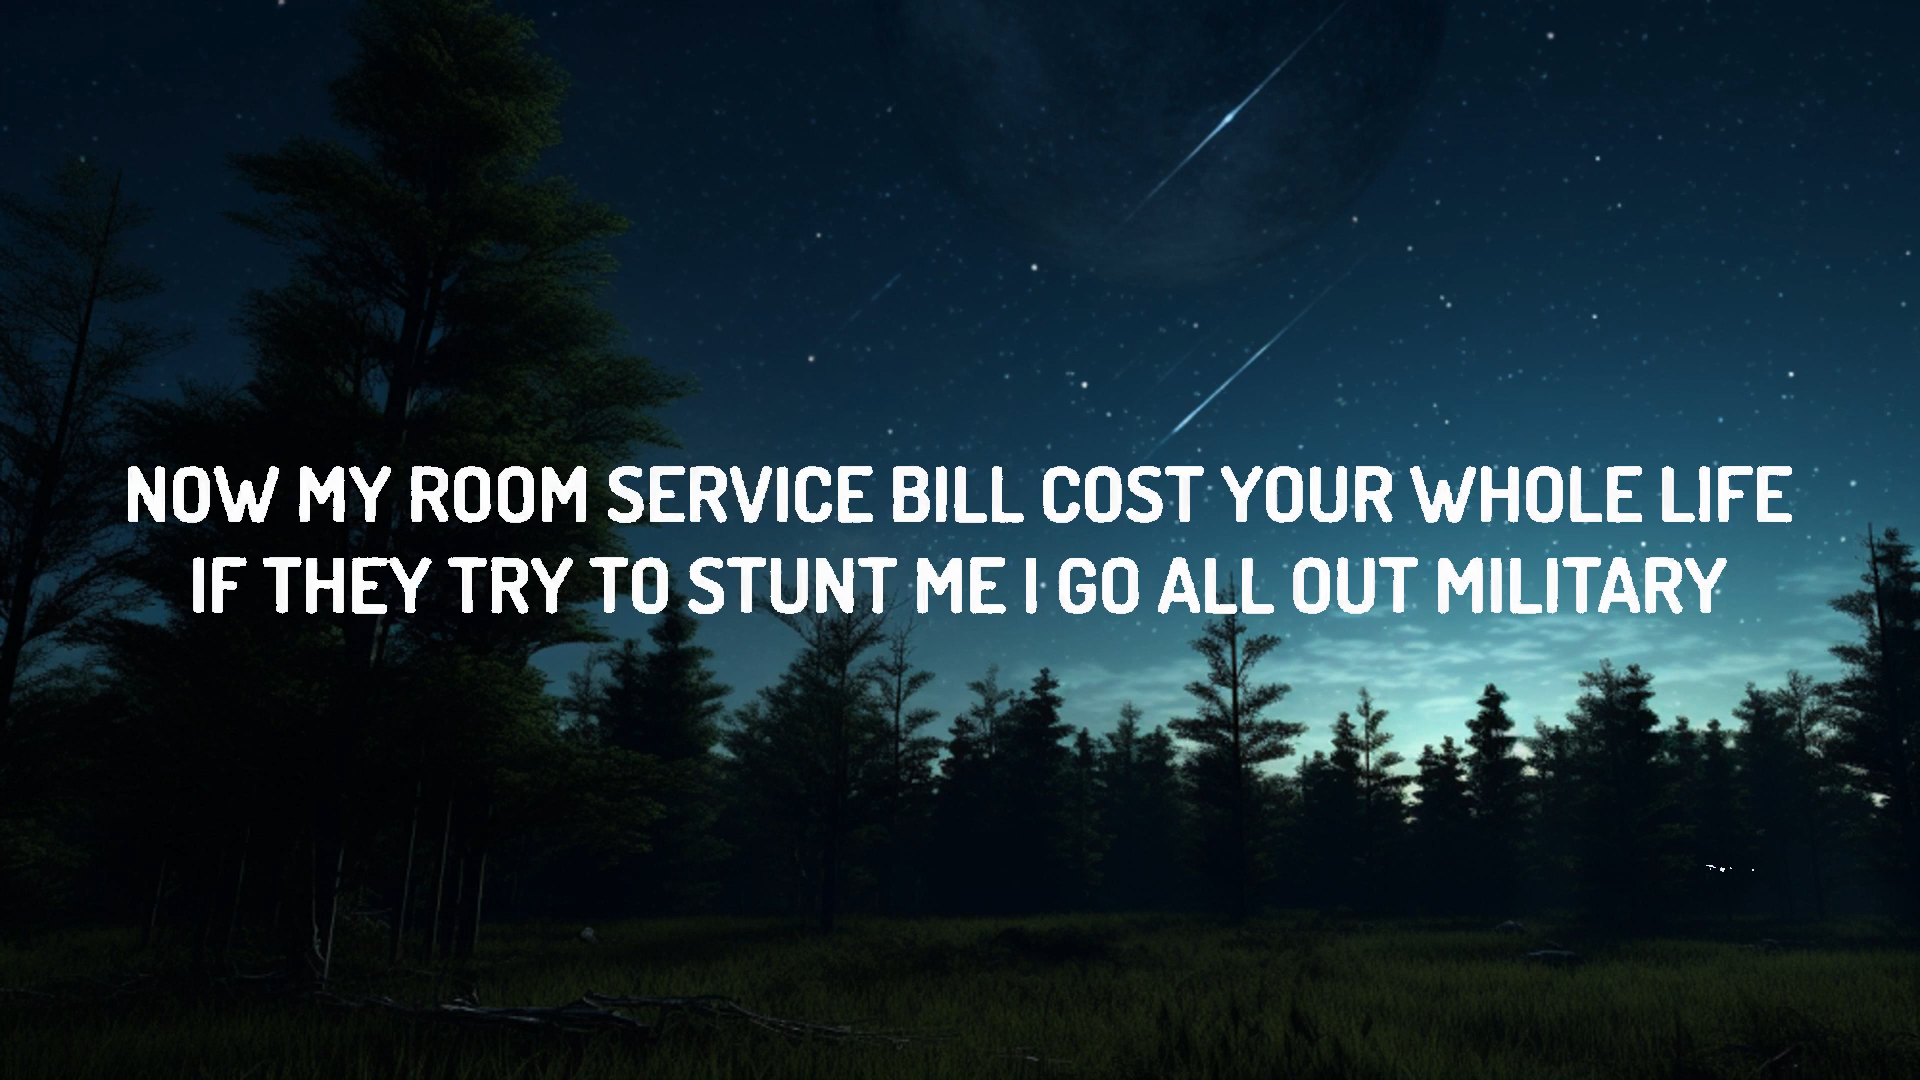 NOW MY ROOM SERVICE BILL COST YOUR WHOLE LIFE
IF THEY TRY TO STUNT ME I GO ALL OUT MILITARY